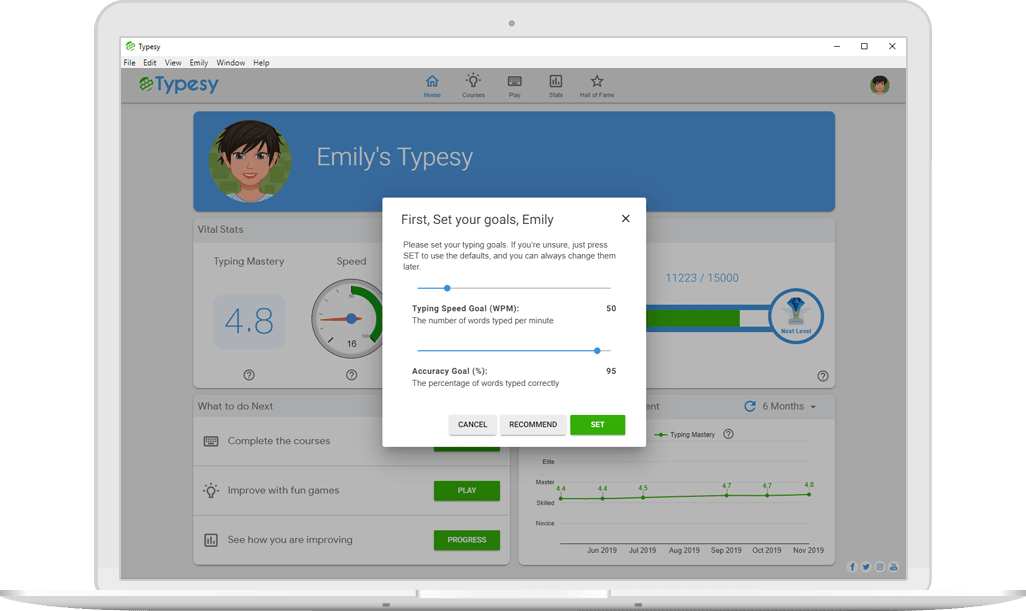 Typesy
File Edit View Emily Window Help
Typesy
Home Courses Play Stats Hall of Fame
Emily's Typesy
First, Set your goals, Emily
Please set your typing goals. If you're unsure, just press
SET to use the defaults, and you can always change them
later.
Typing Speed Goal (WPM): 50
The number of words typed per minute
Accuracy Goal (%): 95
The percentage of words typed correctly
CANCEL RECOMMEND SET
Vital Stats
Typing Mastery Speed
4.8
16
11223 / 15000
Next Level
What to do Next
Complete the courses
Improve with fun games PLAY
See how you are improving PROGRESS
6 Months
Typing Mastery
Elite
Master
Skilled
Novice
4.4 4.4 4.5 4.7 4.7 4.8
Jun 2019 Jul 2019 Aug 2019 Sep 2019 Oct 2019 Nov 2019